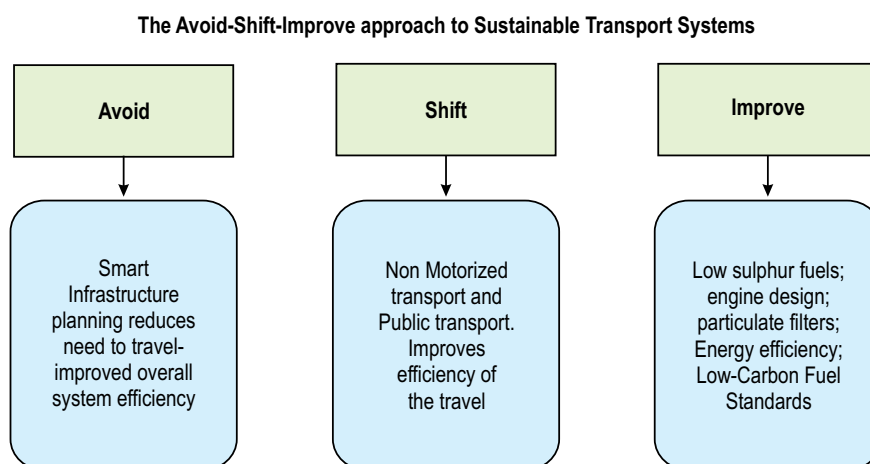 The Avoid-Shift-Improve approach to Sustainable Transport Systems
Avoid
Smart
Infrastructure
planning reduces
need to travel-
improved overall
system efficiency
Shift
Non Motorized
transport and
Public transport.
Improves
efficiency of
the travel
Improve
Low sulphur fuels;
engine design;
particulate filters;
Energy efficiency;
Low-Carbon Fuel
Standards